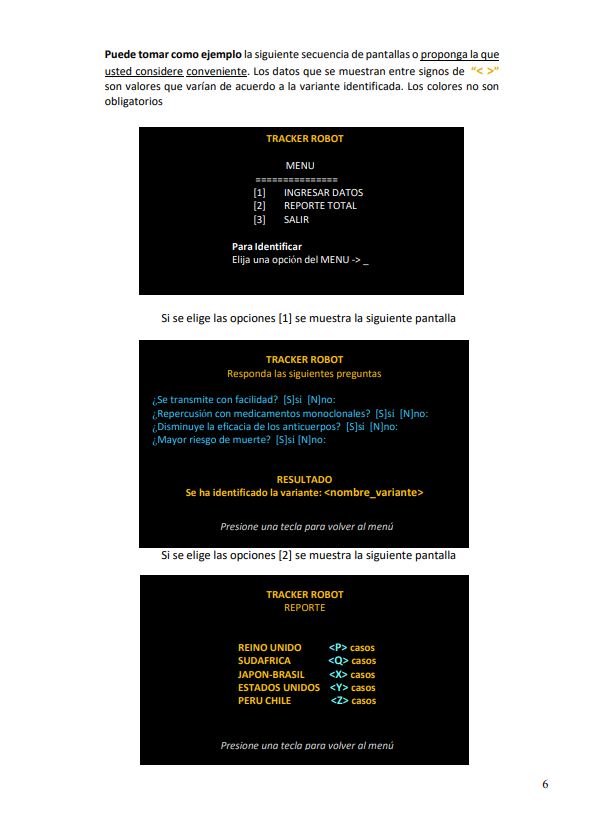 Puede tomar como ejemplo la siguiente secuencia de pantallas o proponga la que
usted considere conveniente. Los datos que se muestran entre signos de “< >”
son valores que varían de acuerdo a la variante identificada. Los colores no son
obligatorios
TRACKER ROBOT
MENU
===============
[1] INGRESAR DATOS
[2] REPORTE TOTAL
[3] SALIR
Para Identificar
Elija una opción del MENU -> _
Si se elige las opciones [1] se muestra la siguiente pantalla
TRACKER ROBOT
Responda las siguientes preguntas
¿Se transmite con facilidad? [S]si [N]no:
¿Repercusión con medicamentos monoclonales? [S]si [N]no:
¿Disminuye la eficacia de los anticuerpos? [S]si [N]no:
¿Mayor riesgo de muerte? [S]si [N]no:
RESULTADO
Se ha identificado la variante: <nombre_variante>
Presione una tecla para volver al menú
Si se elige las opciones [2] se muestra la siguiente pantalla
TRACKER ROBOT
REPORTE
REINO UNIDO <P> casos
SUDAFRICA <Q> casos
JAPON-BRASIL <X> casos
ESTADOS UNIDOS <Y> casos
PERU CHILE <Z> casos
Presione una tecla para volver al menú
6